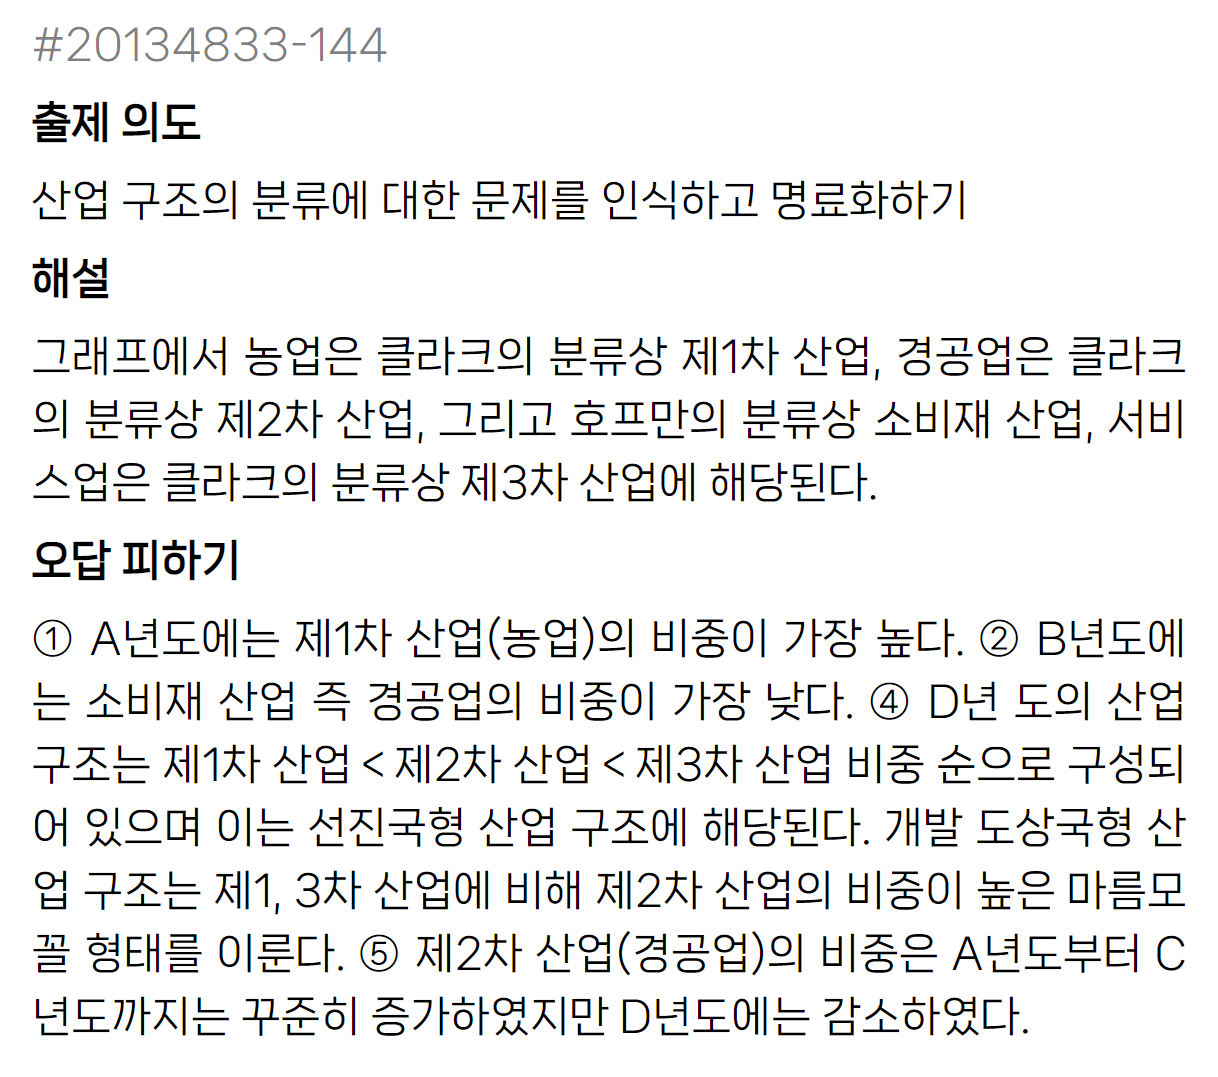 #20134833-144
출제 의도
산업 구조의 분류에 대한 문제를 인식하고 명료화하기
해설
그래프에서 농업은 클라크의 분류상 제1차 산업, 경공업은 클라크
의 분류상 제2차 산업, 그리고 호프만의 분류상 소비재 산업, 서비
스업은 클라크의 분류상 제3차 산업에 해당된다.
오답 피하기
① A년도에는 제1차 산업(농업)의 비중이 가장 높다. ② B년도에
는 소비재 산업 즉 경공업의 비중이 가장 낮다. ④ D년 도의 산업
구조는 제1차 산업 < 제2차 산업 < 제3차 산업 비중 순으로 구성되
어 있으며 이는 선진국형 산업 구조에 해당된다. 개발 도상국형 산
업 구조는 제1, 3차 산업에 비해 제2차 산업의 비중이 높은 마름모
꼴 형태를 이룬다. ⑤ 제2차 산업(경공업)의 비중은 A년도부터 C
년도까지는 꾸준히 증가하였지만 D년도에는 감소하였다.